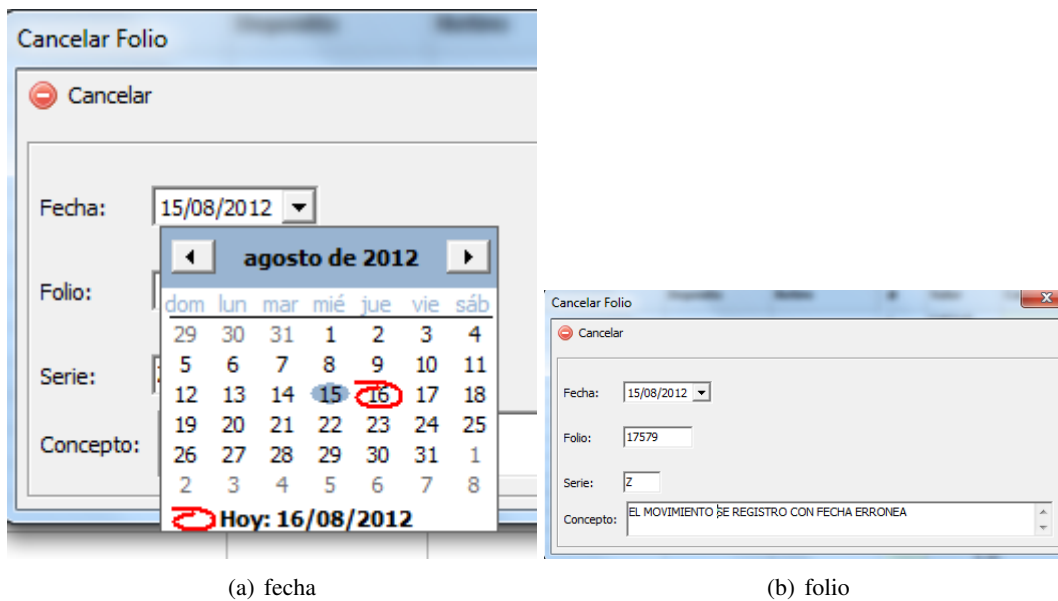 Cancelar Folio
Cancelar
Fecha: 15/08/2012
agosto de 2012
Folio:
dom lun mar mié jue vie sáb
29 30 31 1 2 3 4
Serie:
5 6 7 8 9 10 11
12 13 14 15 16 17 18
19 20 21 22 23 24 25
Concepto:
26 27 28 29 30 31 1
2 3 4 5 6 7 8
Hoy: 16/08/2012
(a) fecha
Cancelar Folio
Cancelar
Fecha: 15/08/2012
Folio: 17579
Serie: Z
Concepto: EL MOVIMIENTO SE REGISTRO CON FECHA ERRONEA
(b) folio